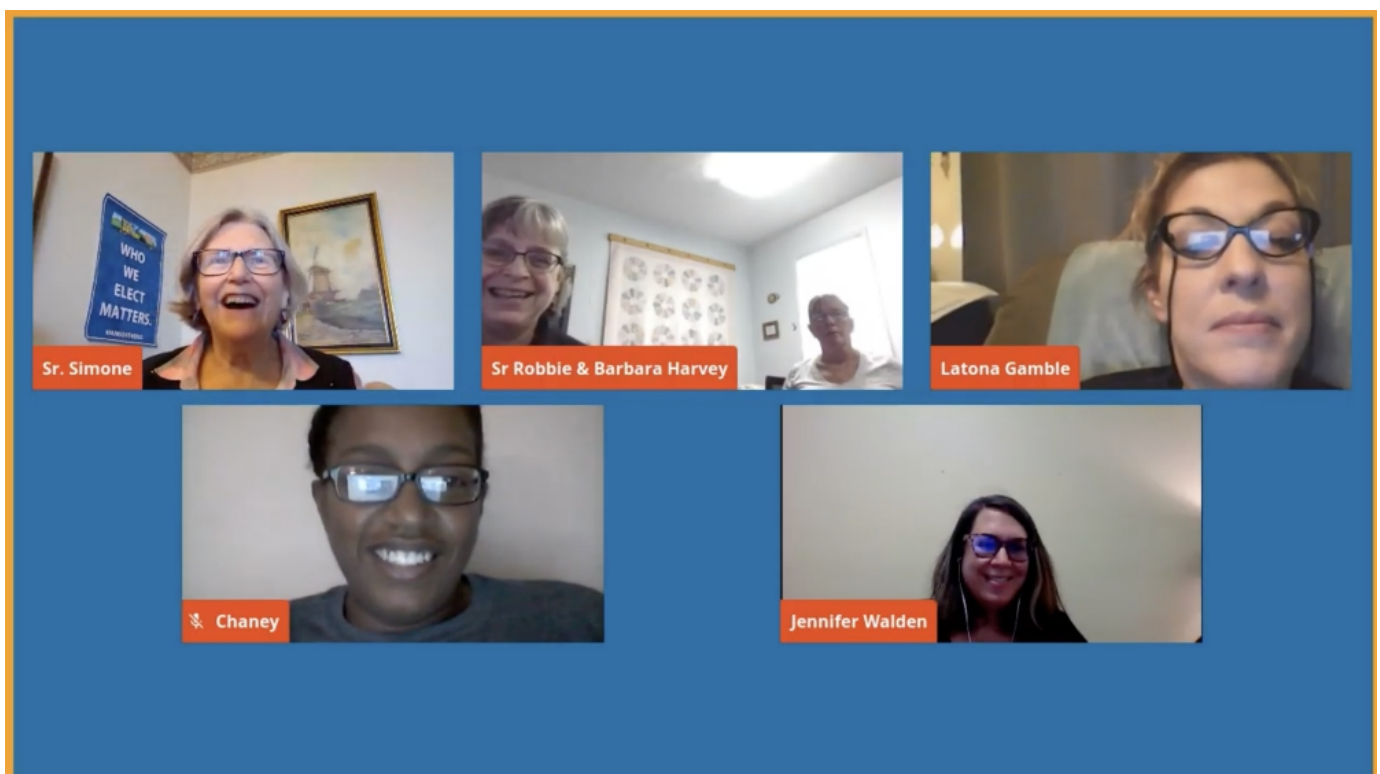 WHO
WE
ELECT
MATTERS.
Sr. Simone
Sr Robbie & Barbara Harvey
Latona Gamble
Chaney
Jennifer Walden